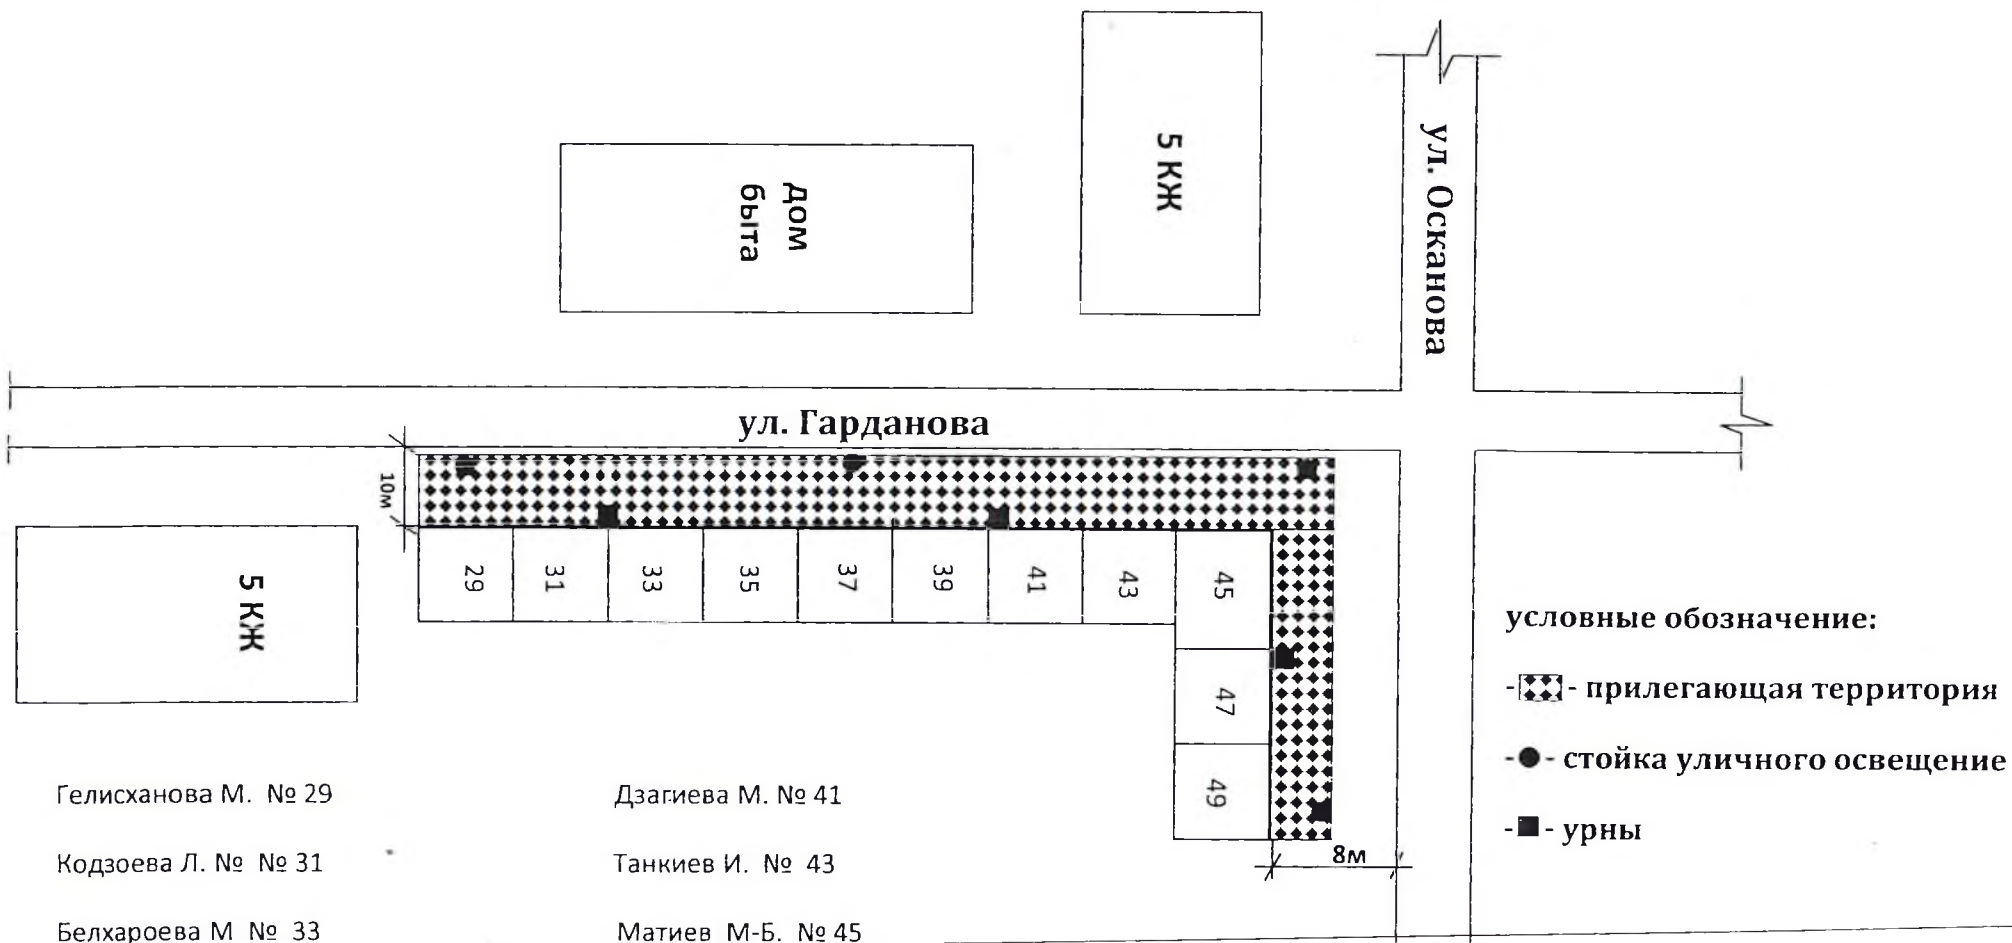 5 КЖ
ул. Осканова
дом
быта
ул. Гарданова
10м
29
31
33
35
37
39
41
43
45
47
49
5 КЖ
8м
условные обозначение:
- - прилегающая территория
- - стойка уличного освещение
- - урны
Гелисханова М. № 29
Дзагиева М. № 41
Кодзоева Л. № № 31
Танкиев И. № 43
Белхароева М № 33
Матиев М-Б. № 45